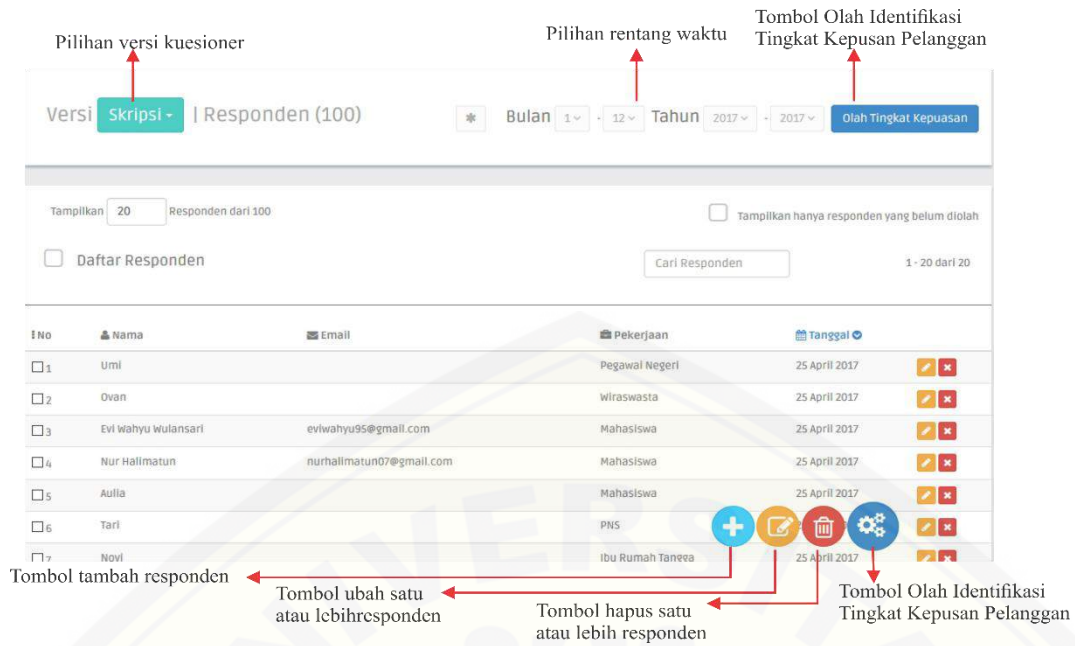 Pilihan versi kuesioner
Pilihan rentang waktu
Tombol Olah Identifikasi
Tingkat Kepusan Pelanggan
Versi Skripsi | Responden (100)
* Bulan 1 - 12 Tahun 2017 - 2017 Olah Tingkat Kepuasan
Tampilkan 20 Responden dari 100
Tampilkan hanya responden yang belum diolah
Daftar Responden
Cari Responden
1 - 20 dari 20
No Nama Email Pekerjaan Tanggal
1 Umi Pegawai Negeri 25 April 2017
2 Ovan Wiraswasta 25 April 2017
3 Evi Wahyu Wulansari eviwahyu95@gmail.com Mahasiswa 25 April 2017
4 Nur Halimatun nurhalimatun07@gmail.com Mahasiswa 25 April 2017
5 Aulia Mahasiswa 25 April 2017
6 Tari PNS
7 Novi Ibu Rumah Tangga 25 April 2017
Tombol tambah responden
Tombol ubah satu
atau lebihresponden
Tombol hapus satu
atau lebih responden
Tombol Olah Identifikasi
Tingkat Kepusan Pelanggan